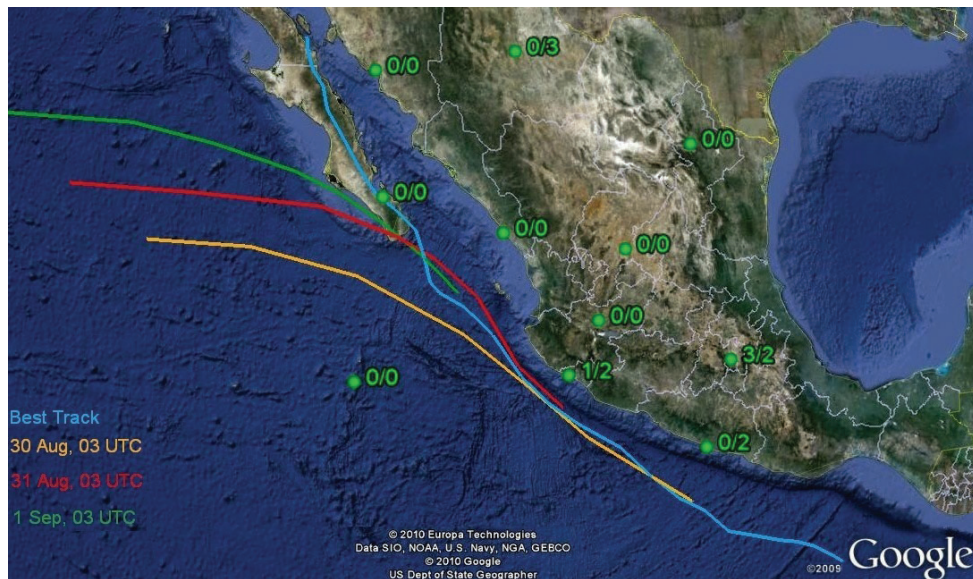 0/0
0/3
0/0
0/0
0/0
0/0
0/0
3/2
1/2
0/0
0/2
Best Track
30 Aug, 03 UTC
31 Aug, 03 UTC
1 Sep, 03 UTC
© 2010 Europa Technologies
Data SIO, NOAA, U.S. Navy, NGA, GEBCO
© 2010 Google
US Dept of State Geographer
©2009 Google